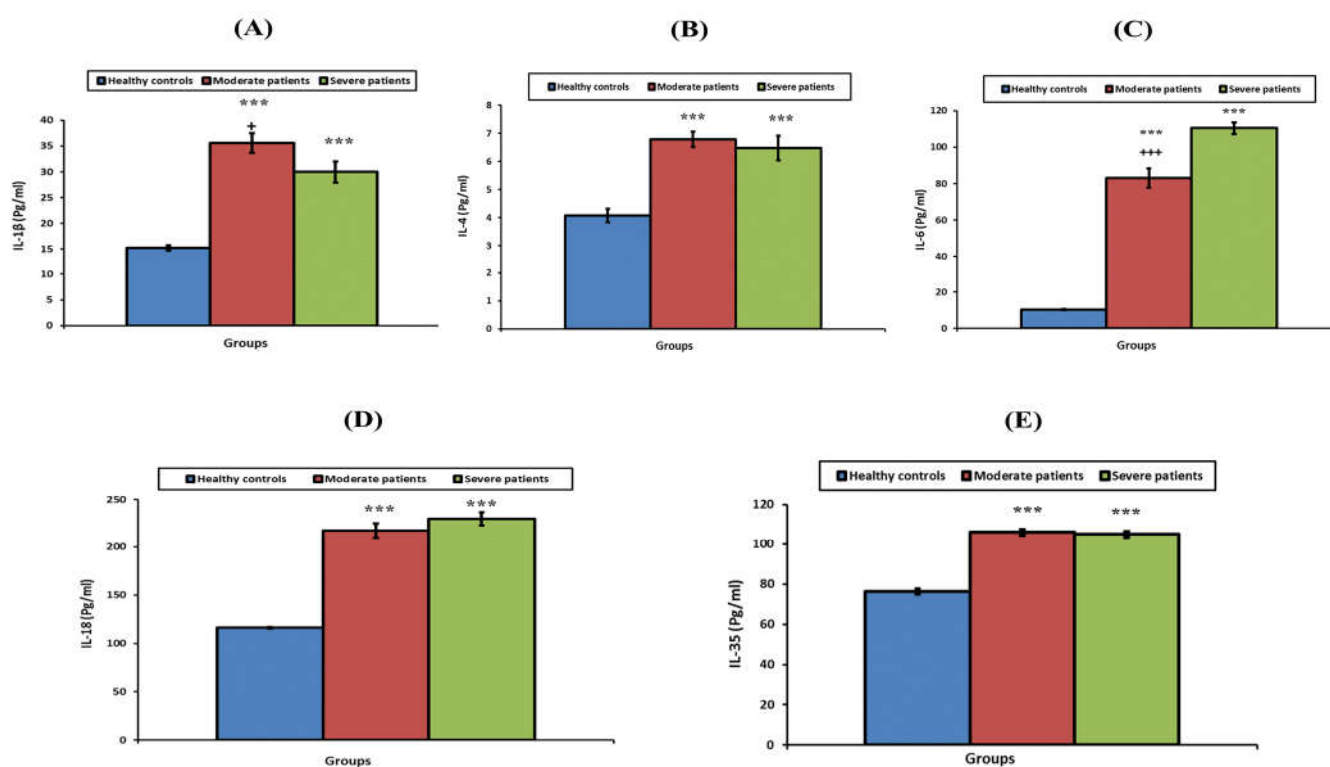 (A)
Healthy controls Moderate patients Severe patients
***
+
***
40
35
30
25
20
15
10
5
0
IL-1β (Pg/ml)
Groups
(B)
Healthy controls Moderate patients Severe patients
*** ***
8
7
6
5
4
3
2
1
0
IL-4 (Pg/ml)
Groups
(C)
Healthy controls Moderate patients Severe patients
***
***
+++
120
100
80
60
40
20
0
IL-6 (Pg/ml)
Groups
(D)
Healthy controls Moderate patients Severe patients
*** ***
250
200
150
100
50
0
IL-18 (Pg/ml)
Groups
(E)
Healthy controls Moderate patients Severe patients
*** ***
120
100
80
60
40
20
0
IL-35 (Pg/ml)
Groups